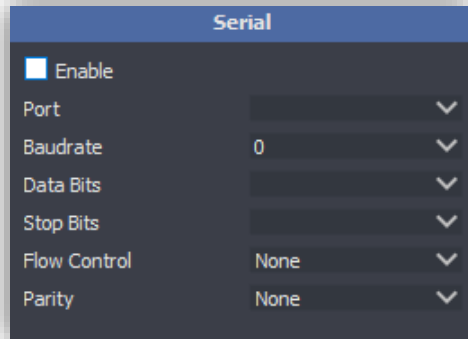 Serial
Enable
Port
Baudrate 0
Data Bits
Stop Bits
Flow Control None
Parity None